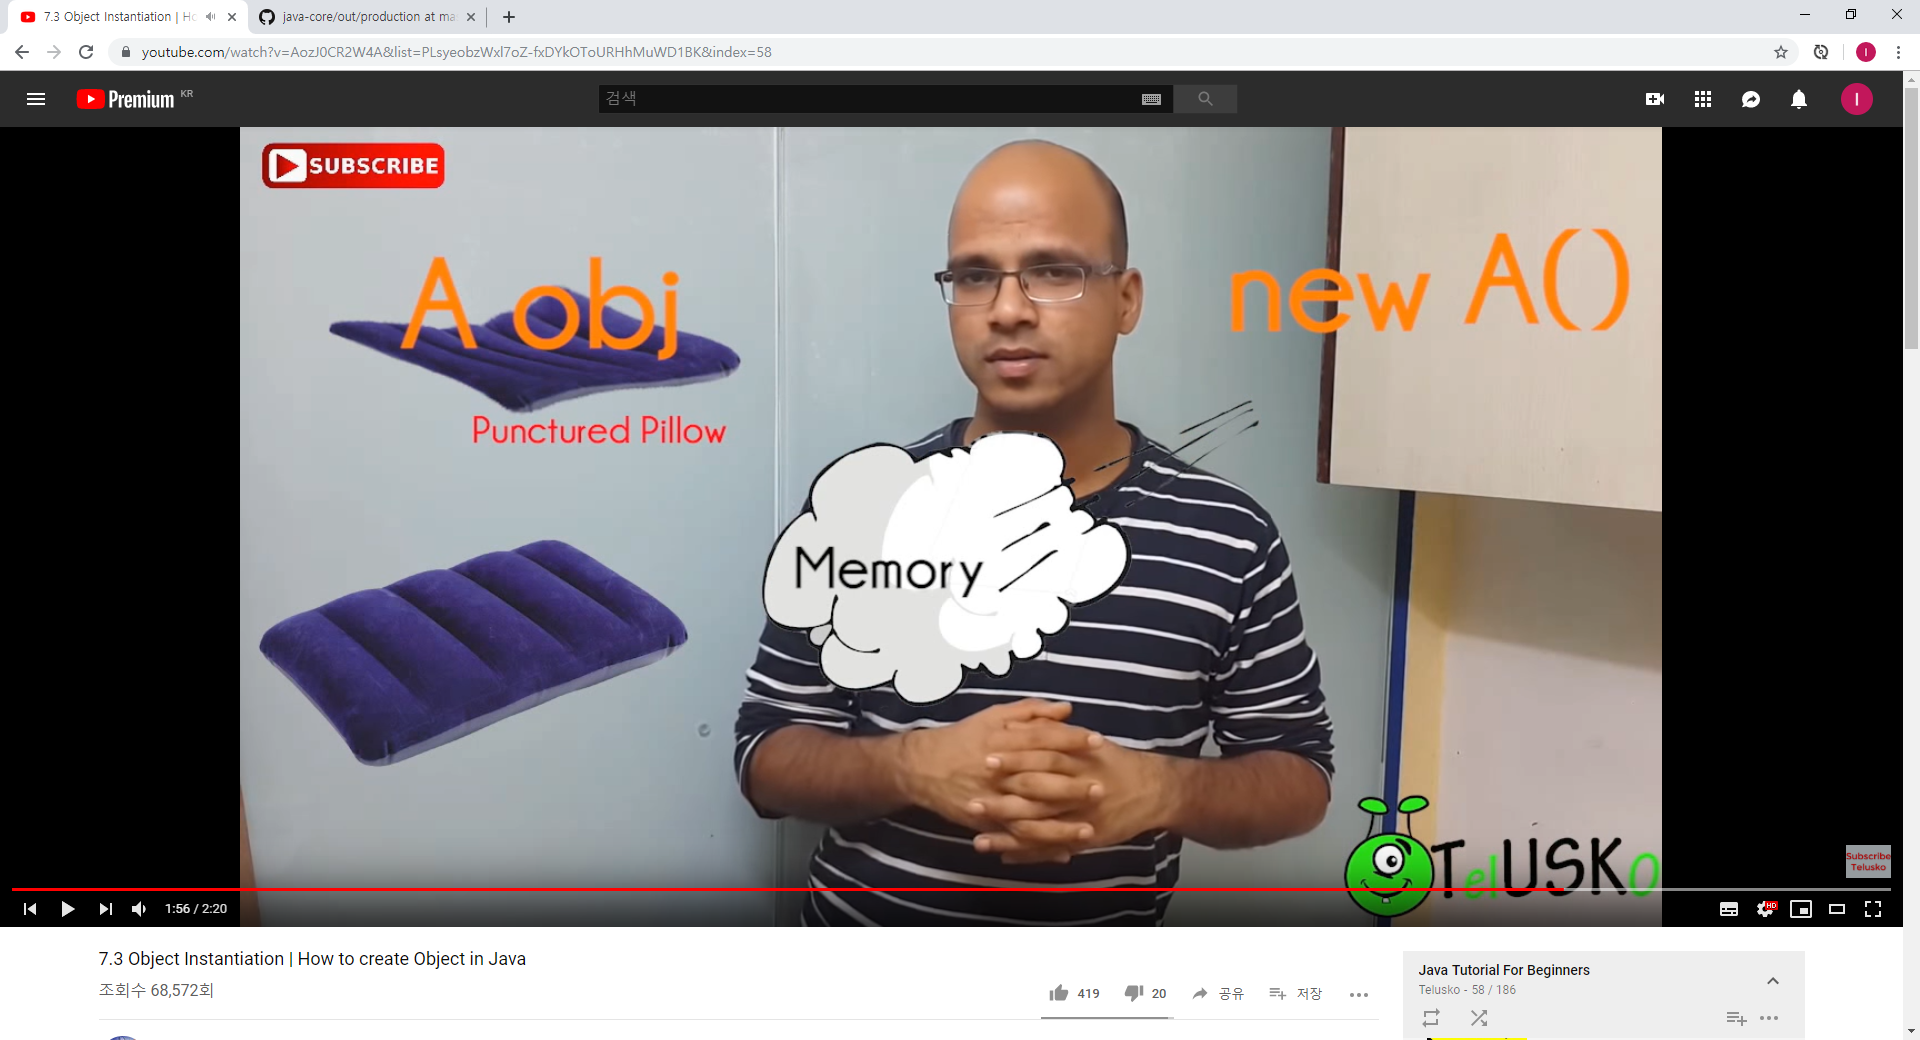 7.3 Object Instantiation | Ho
java-core/out/production at ma
youtube.com/watch?v=AozJ0CR2W4A&list=PLsyeobzWxl7oZ-fxDYkOToURHhMuWD1BK&index=58
I
Premium KR
검색
I
SUBSCRIBE
A obj
new A()
Punctured Pillow
Memory
TelUSKO
Subscribe
Telusko
1:56 / 2:20
HD
7.3 Object Instantiation | How to create Object in Java
조회수 68,572회
419
20
공유
저장
Java Tutorial For Beginners
Telusko - 58 / 186